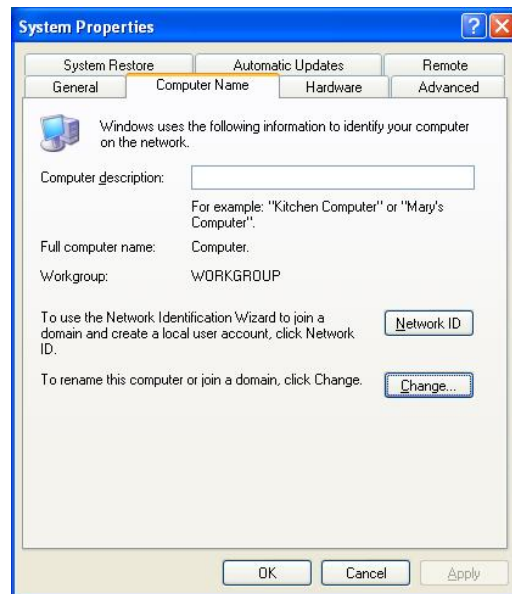 System Properties
System Restore Automatic Updates Remote
General Computer Name Hardware Advanced
Windows uses the following information to identify your computer
on the network.
Computer description:
For example: "Kitchen Computer" or "Mary's
Computer".
Full computer name: Computer.
Workgroup: WORKGROUP
To use the Network Identification Wizard to join a
domain and create a local user account, click Network
ID.
Network ID
To rename this computer or join a domain, click Change.
Change...
OK Cancel Apply